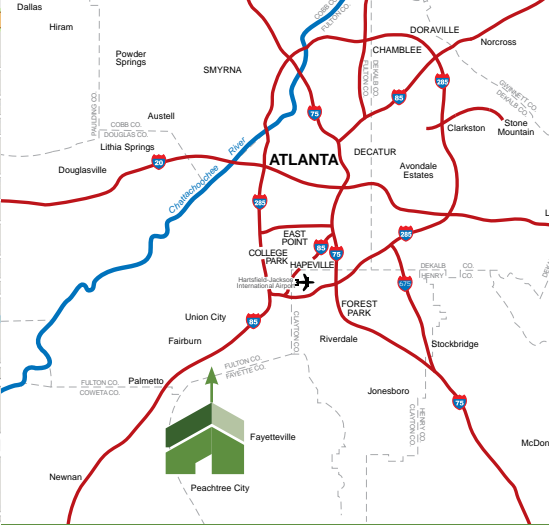 Dallas
Hiram
Powder
Springs
SMYRNA
COBB CO.
FULTON CO.
DORAVILLE
CHAMBLEE
Norcross
FULTON CO.
DEKALB CO.
GWINNETT CO.
DEKALB CO.
285
85
75
PAULDING CO.
Austell
COBB CO.
DOUGLAS CO.
Lithia Springs
Douglasville
20
Chattachoochee
River
ATLANTA
DECATUR
Clarkston
Stone
Mountain
Avondale
Estates
285
EAST
POINT
85
75
285
COLLEGE
PARK
HAPEVILLE
Hartsfield-Jackson
International Airport
DEKALB
CO.
HENRY
CO.
675
FOREST
PARK
Union City
85
CLAYTON CO.
Riverdale
Stockbridge
Fairburn
FULTON CO.
FAYETTE CO.
FULTON CO.
COWETA CO.
Palmetto
Jonesboro
75
HENRY CO.
CLAYTON CO.
Fayetteville
McDon
Newnan
Peachtree City
L